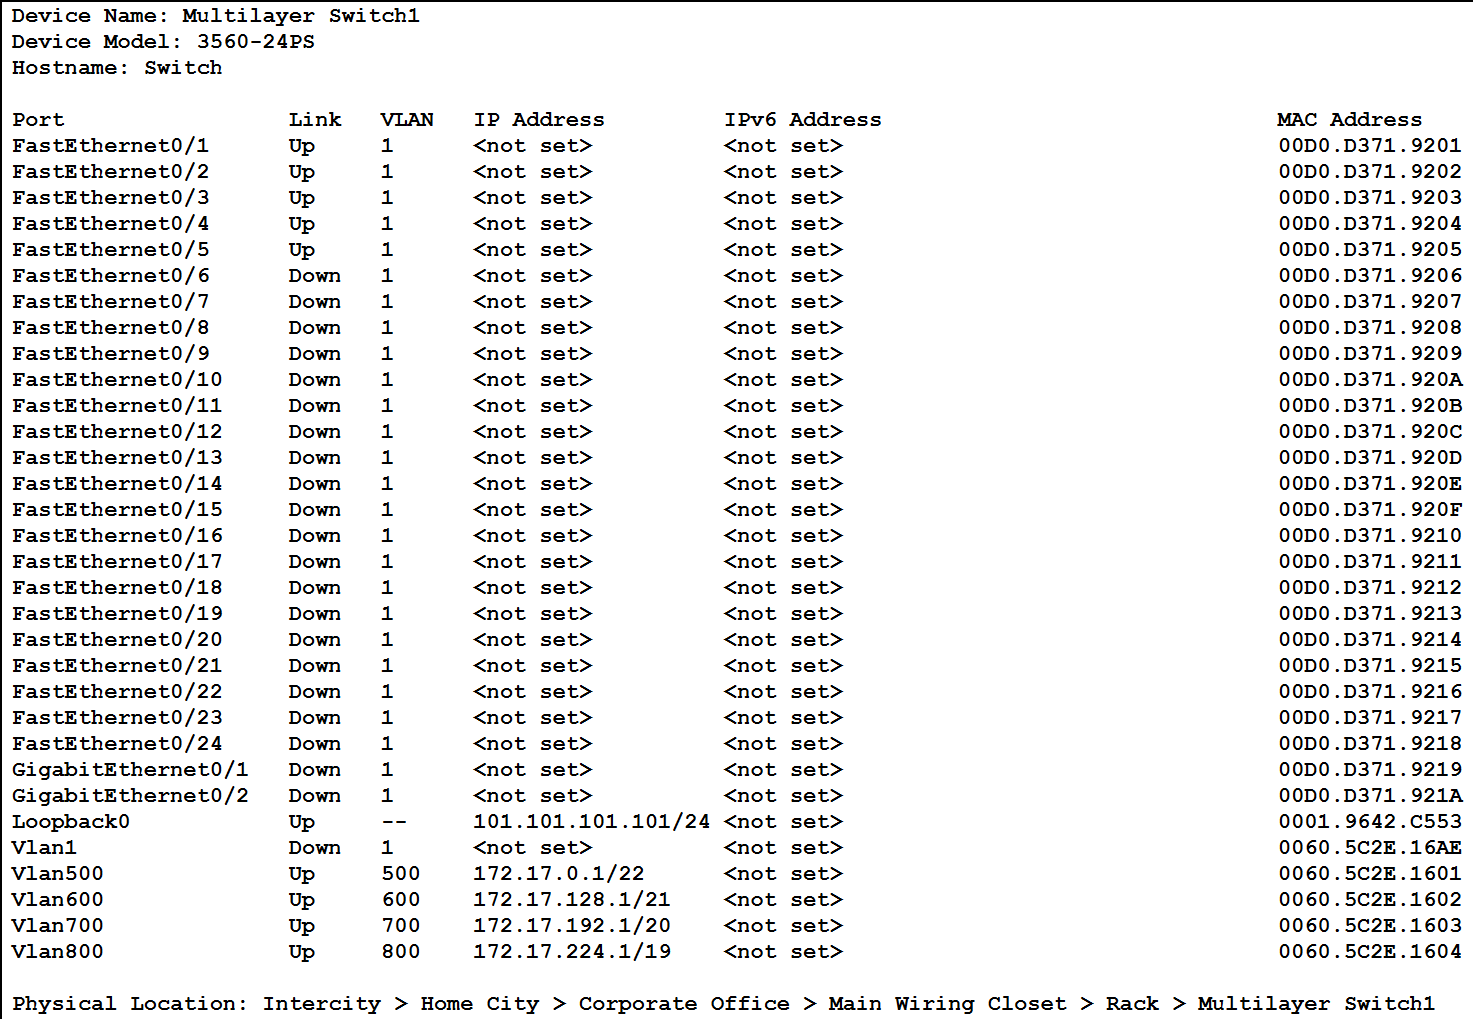 Device Name: Multilayer Switch1
Device Model: 3560-24PS
Hostname: Switch

Port Link VLAN IP Address IPv6 Address MAC Address
FastEthernet0/1 Up 1 <not set> <not set> 00D0.D371.9201
FastEthernet0/2 Up 1 <not set> <not set> 00D0.D371.9202
FastEthernet0/3 Up 1 <not set> <not set> 00D0.D371.9203
FastEthernet0/4 Up 1 <not set> <not set> 00D0.D371.9204
FastEthernet0/5 Up 1 <not set> <not set> 00D0.D371.9205
FastEthernet0/6 Down 1 <not set> <not set> 00D0.D371.9206
FastEthernet0/7 Down 1 <not set> <not set> 00D0.D371.9207
FastEthernet0/8 Down 1 <not set> <not set> 00D0.D371.9208
FastEthernet0/9 Down 1 <not set> <not set> 00D0.D371.9209
FastEthernet0/10 Down 1 <not set> <not set> 00D0.D371.920A
FastEthernet0/11 Down 1 <not set> <not set> 00D0.D371.920B
FastEthernet0/12 Down 1 <not set> <not set> 00D0.D371.920C
FastEthernet0/13 Down 1 <not set> <not set> 00D0.D371.920D
FastEthernet0/14 Down 1 <not set> <not set> 00D0.D371.920E
FastEthernet0/15 Down 1 <not set> <not set> 00D0.D371.920F
FastEthernet0/16 Down 1 <not set> <not set> 00D0.D371.9210
FastEthernet0/17 Down 1 <not set> <not set> 00D0.D371.9211
FastEthernet0/18 Down 1 <not set> <not set> 00D0.D371.9212
FastEthernet0/19 Down 1 <not set> <not set> 00D0.D371.9213
FastEthernet0/20 Down 1 <not set> <not set> 00D0.D371.9214
FastEthernet0/21 Down 1 <not set> <not set> 00D0.D371.9215
FastEthernet0/22 Down 1 <not set> <not set> 00D0.D371.9216
FastEthernet0/23 Down 1 <not set> <not set> 00D0.D371.9217
FastEthernet0/24 Down 1 <not set> <not set> 00D0.D371.9218
GigabitEthernet0/1 Down 1 <not set> <not set> 00D0.D371.9219
GigabitEthernet0/2 Down 1 <not set> <not set> 00D0.D371.921A
Loopback0 Up -- 101.101.101.101/24 <not set> 0001.9642.C553
Vlan1 Down 1 <not set> <not set> 0060.5C2E.16AE
Vlan500 Up 500 172.17.0.1/22 <not set> 0060.5C2E.1601
Vlan600 Up 600 172.17.128.1/21 <not set> 0060.5C2E.1602
Vlan700 Up 700 172.17.192.1/20 <not set> 0060.5C2E.1603
Vlan800 Up 800 172.17.224.1/19 <not set> 0060.5C2E.1604

Physical Location: Intercity > Home City > Corporate Office > Main Wiring Closet > Rack > Multilayer Switch1